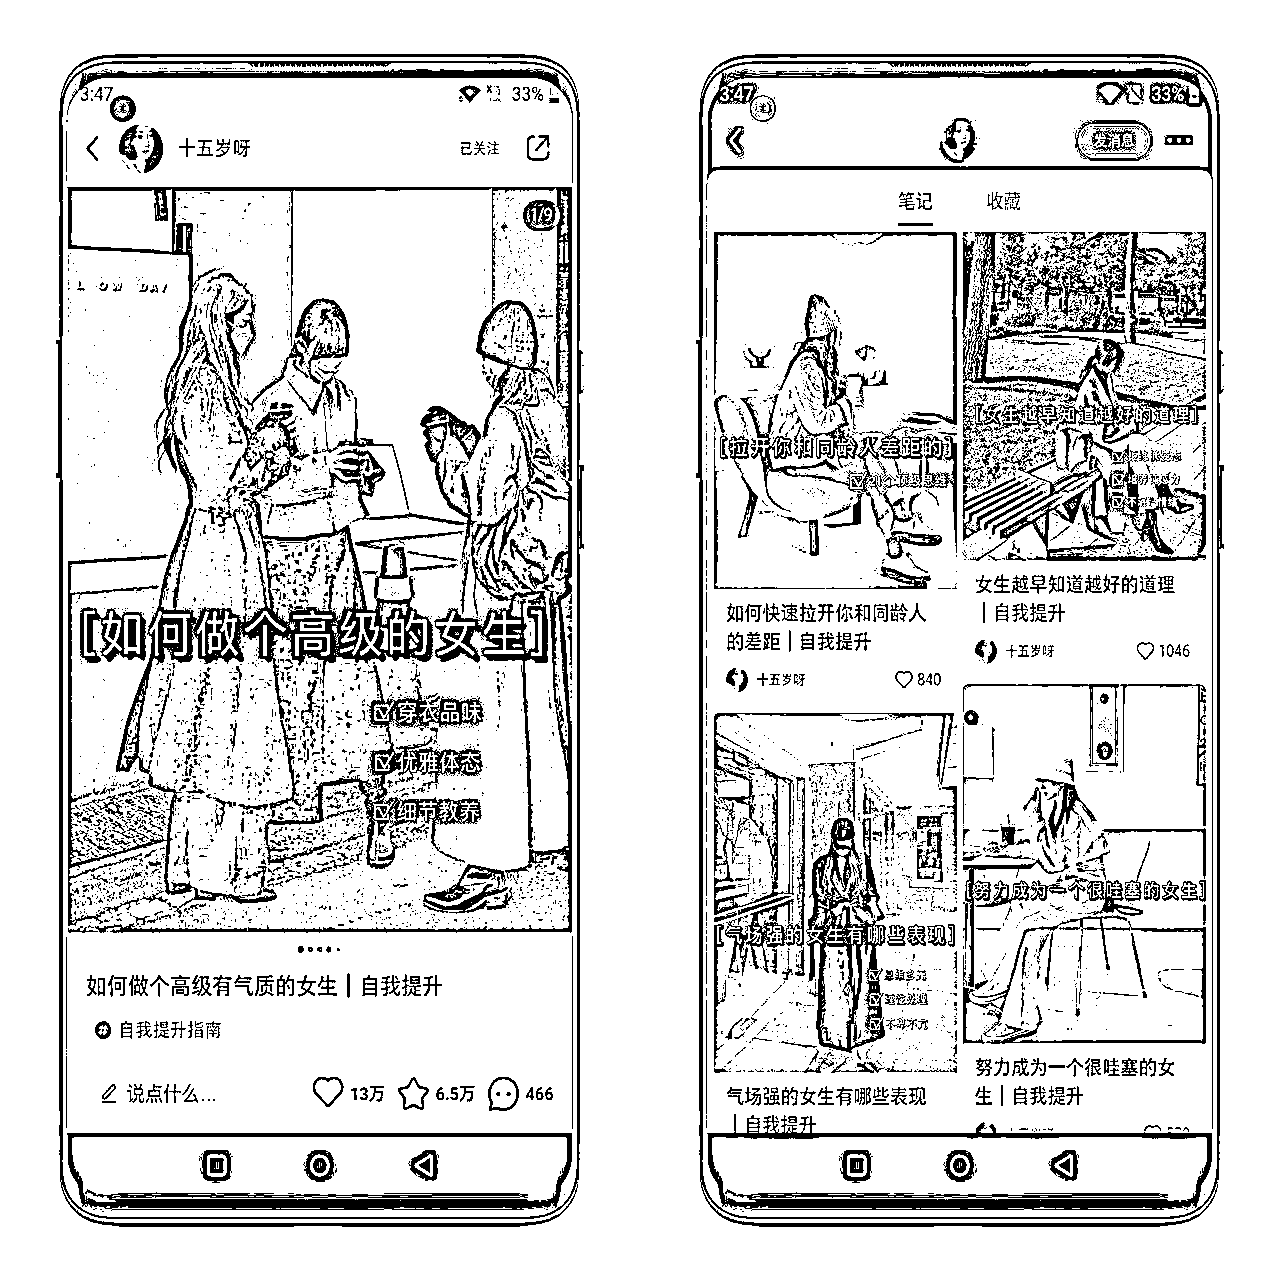 3:47
33%
十五岁呀
已关注
1/9
L OW DAY
[如何做个高级的女生]
穿衣品味
优雅体态
细节教养
如何做个高级有气质的女生｜自我提升
自我提升指南
说点什么...
13万
6.5万
466
3:47
33%
发消息
笔记
收藏
[拉开你和同龄人差距的]
如何快速拉开你和同龄人
的差距｜自我提升
十五岁呀
840
[女生越早知道越好的道理]
女生越早知道越好的道理
｜自我提升
十五岁呀
1046
[气场强的女生有哪些表现]
气场强的女生有哪些表现
｜自我提升
[努力成为一个很哇塞的女生]
努力成为一个很哇塞的女
生｜自我提升